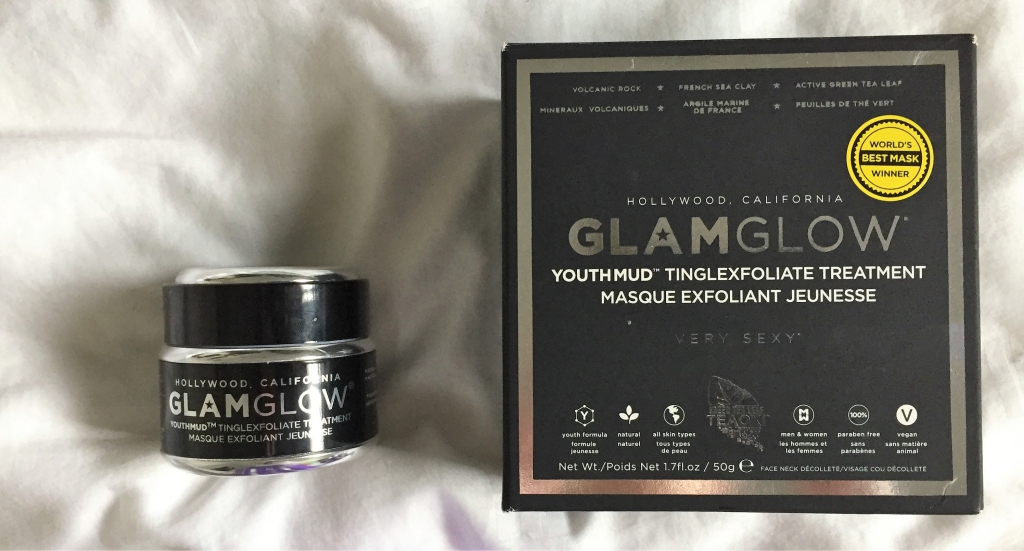 HOLLYWOOD, CALIFORNIA
GLAMGLOW®
YOUTHMUD™ TINGLEXFOLIATE TREATMENT
MASQUE EXFOLIANT JEUNESSE
VOLCANIC ROCK ★ FRENCH SEA CLAY ★ ACTIVE GREEN TEA LEAF
MINERAUX VOLCANIQUES ★ ARGILE MARINE DE FRANCE ★ FEUILLES DE THÉ VERT
WORLD'S
BEST MASK
WINNER
HOLLYWOOD, CALIFORNIA
GLAMGLOW®
YOUTHMUD™ TINGLEXFOLIATE TREATMENT
MASQUE EXFOLIANT JEUNESSE
VERY SEXY
youth formula
formule
jeunesse
natural
naturel
all skin types
tous types
de peau
men & women
les hommes et
les femmes
100%
paraben free
sans
parabènes
V
vegan
sans matière
animal
Net Wt./Poids Net 1.7fl.oz / 50g e FACE NECK DÉCOLLETÉ/VISAGE COU DÉCOLLETÉ